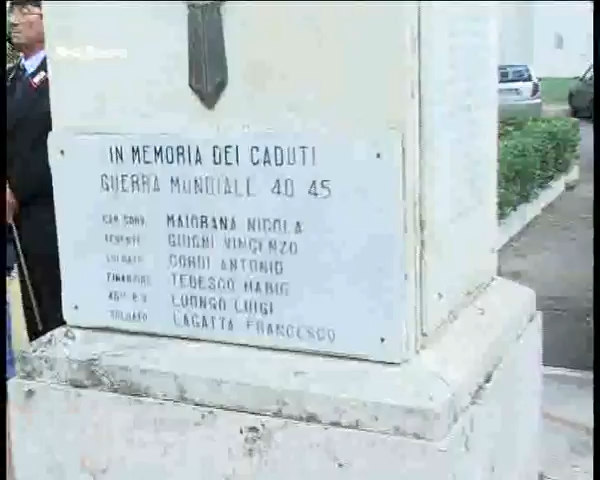 IN MEMORIA DEI CADUTI
GUERRA MONDIALE 40 45
MAIORANA NICOLA
TENENTE VINCENZO
SOLDATO CORDI ANTONIO
FINANZIERE TEDESCO MARIO
LUONGO LUIGI
SOLDATO LAGATTA FRANCESCO